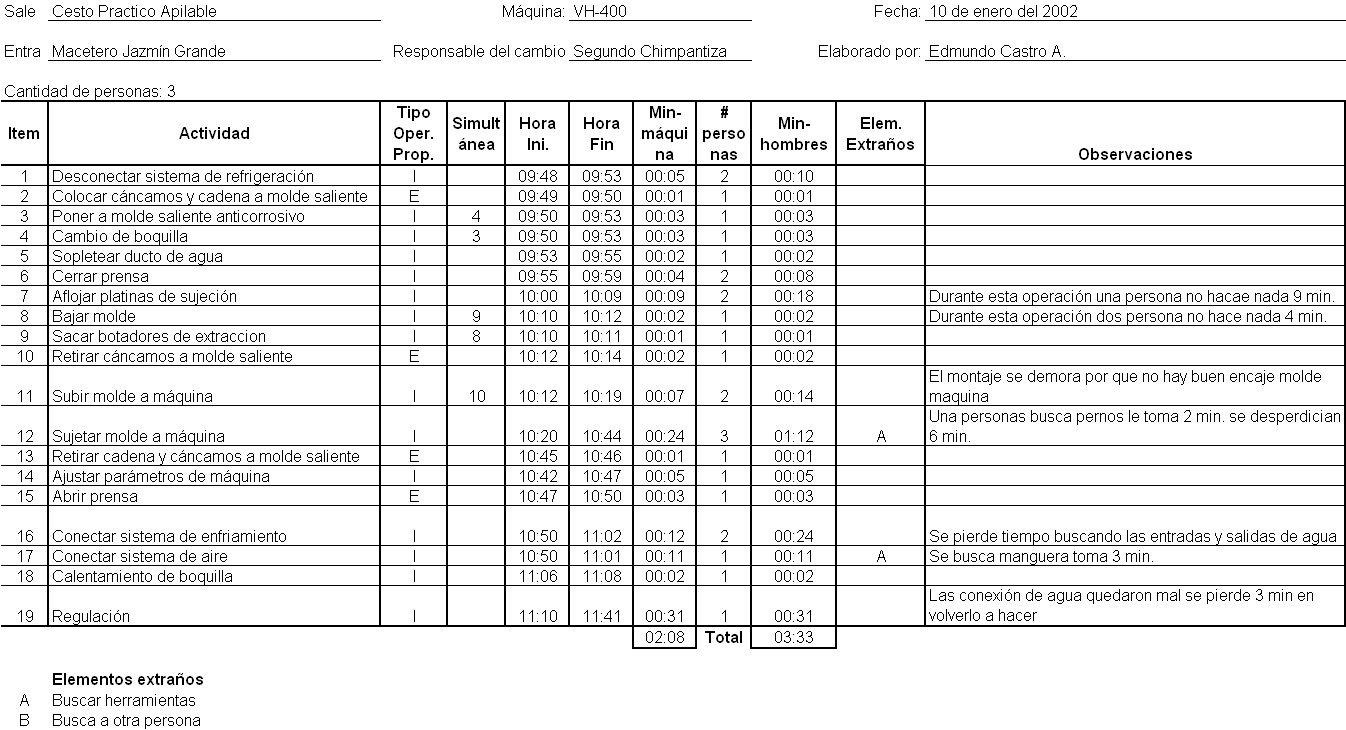 Sale Cesto Practico Apilable Máquina: VH-400 Fecha: 10 de enero del 2002
Entra Macetero Jazmín Grande Responsable del cambio Segundo Chimpantiza Elaborado por: Edmundo Castro A.
Cantidad de personas: 3
Item Actividad Tipo Oper. Prop. Simult ánea Hora Ini. Hora Fin Min- máqui na # perso nas Min- hombres Elem. Extraños Observaciones
1 Desconectar sistema de refrigeración I 09:48 09:53 00:05 2 00:10
2 Colocar cáncamos y cadena a molde saliente E 09:49 09:50 00:01 1 00:01
3 Poner a molde saliente anticorrosivo I 4 09:50 09:53 00:03 1 00:03
4 Cambio de boquilla I 3 09:50 09:53 00:03 1 00:03
5 Sopletear ducto de agua I 09:53 09:55 00:02 1 00:02
6 Cerrar prensa I 09:55 09:59 00:04 2 00:08
7 Aflojar platinas de sujeción I 10:00 10:09 00:09 2 00:18 Durante esta operación una persona no hacae nada 9 min.
8 Bajar molde I 9 10:10 10:12 00:02 1 00:02 Durante esta operación dos persona no hace nada 4 min.
9 Sacar botadores de extraccion I 8 10:10 10:11 00:01 1 00:01
10 Retirar cáncamos a molde saliente E 10:12 10:14 00:02 1 00:02
11 Subir molde a máquina I 10 10:12 10:19 00:07 2 00:14 El montaje se demora por que no hay buen encaje molde maquina
12 Sujetar molde a máquina I 10:20 10:44 00:24 3 01:12 A Una personas busca pernos le toma 2 min. se desperdician 6 min.
13 Retirar cadena y cáncamos a molde saliente E 10:45 10:46 00:01 1 00:01
14 Ajustar parámetros de máquina I 10:42 10:47 00:05 1 00:05
15 Abrir prensa E 10:47 10:50 00:03 1 00:03
16 Conectar sistema de enfriamiento I 10:50 11:02 00:12 2 00:24 Se pierde tiempo buscando las entradas y salidas de agua
17 Conectar sistema de aire I 10:50 11:01 00:11 1 00:11 A Se busca manguera toma 3 min.
18 Calentamiento de boquilla I 11:06 11:08 00:02 1 00:02
19 Regulación I 11:10 11:41 00:31 1 00:31 Las conexión de agua quedaron mal se pierde 3 min en volverlo a hacer
02:08 Total 03:33
Elementos extraños
A Buscar herramientas
B Busca a otra persona